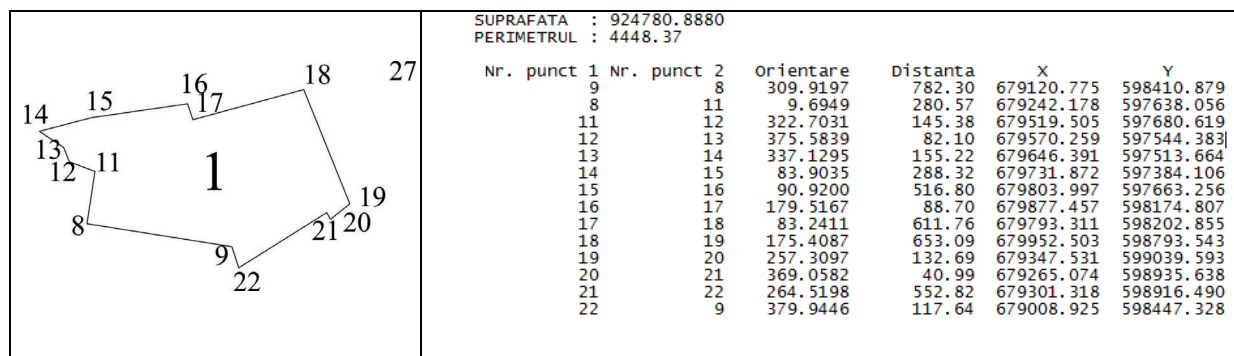 18 27
16
15 17
14
13
12 11
1
19
8 21 20
9
22
SUPRAFATA : 924780.8880
PERIMETRUL : 4448.37
Nr. punct 1 Nr. punct 2 Orientare Distanta X Y
9 8 309.9197 782.30 679120.775 598410.879
8 11 9.6949 280.57 679242.178 597638.056
11 12 322.7031 145.38 679519.505 597680.619
12 13 375.5839 82.10 679570.259 597544.383
13 14 337.1295 155.22 679646.391 597513.664
14 15 83.9035 288.32 679731.872 597384.106
15 16 90.9200 516.80 679803.997 597663.256
16 17 179.5167 88.70 679877.457 598174.807
17 18 83.2411 611.76 679793.311 598202.855
18 19 175.4087 653.09 679952.503 598793.543
19 20 257.3097 132.69 679347.531 599039.593
20 21 369.0582 40.99 679265.074 598935.638
21 22 264.5198 552.82 679301.318 598916.490
22 9 379.9446 117.64 679008.925 598447.328